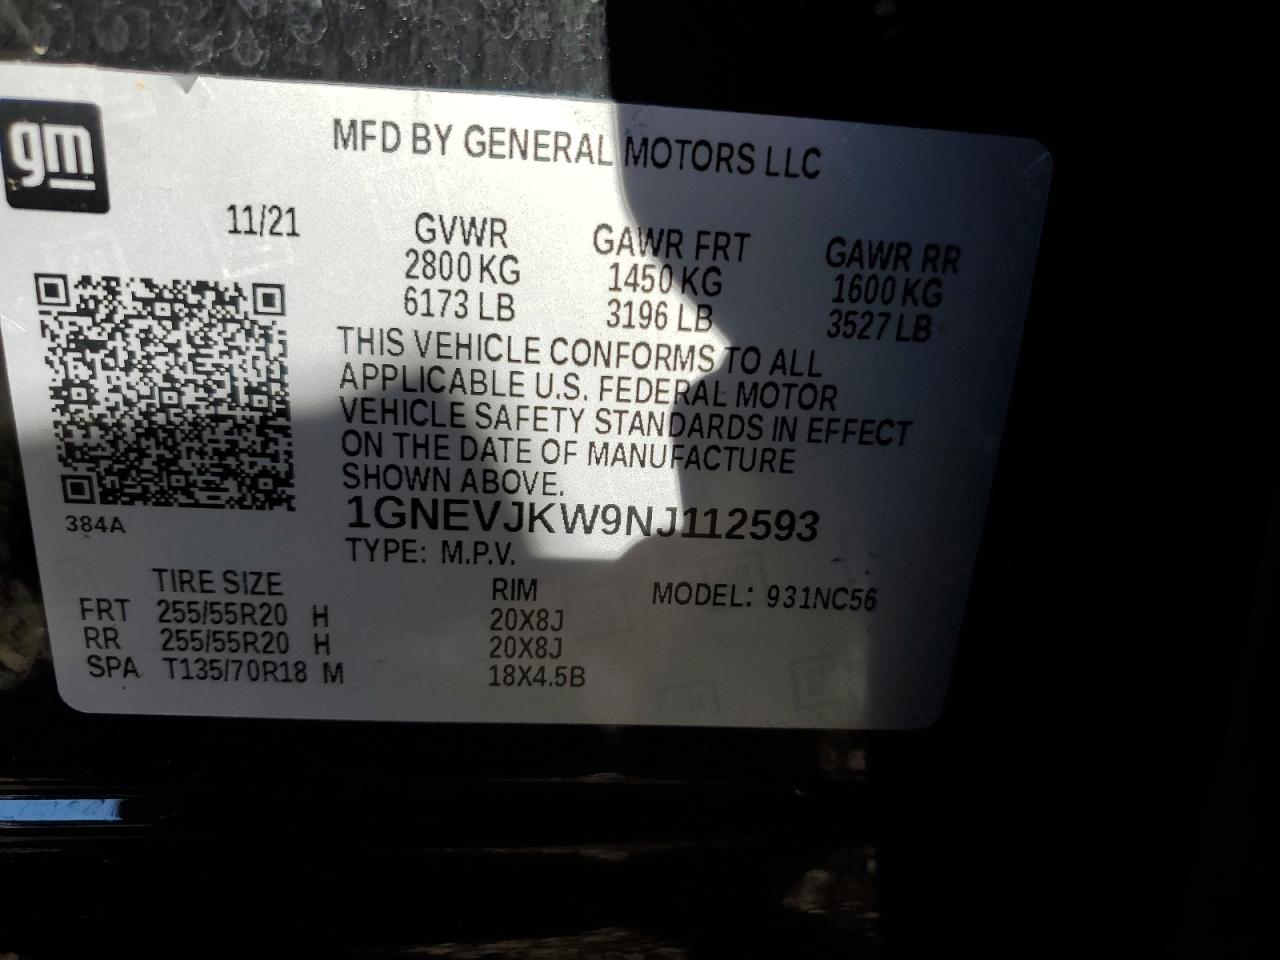 gm
MFD BY GENERAL MOTORS LLC
11/21
GVWR GAWR FRT GAWR RR
2800 KG 1450 KG 1600 KG
6173 LB 3196 LB 3527 LB
THIS VEHICLE CONFORMS TO ALL
APPLICABLE U.S. FEDERAL MOTOR
VEHICLE SAFETY STANDARDS IN EFFECT
ON THE DATE OF MANUFACTURE
SHOWN ABOVE.
384A
1GNEVJKW9NJ112593
TYPE: M.P.V.
TIRE SIZE RIM MODEL: 931NC56
FRT 255/55R20 H 20X8J
RR 255/55R20 H 20X8J
SPA T135/70R18 M 18X4.5B